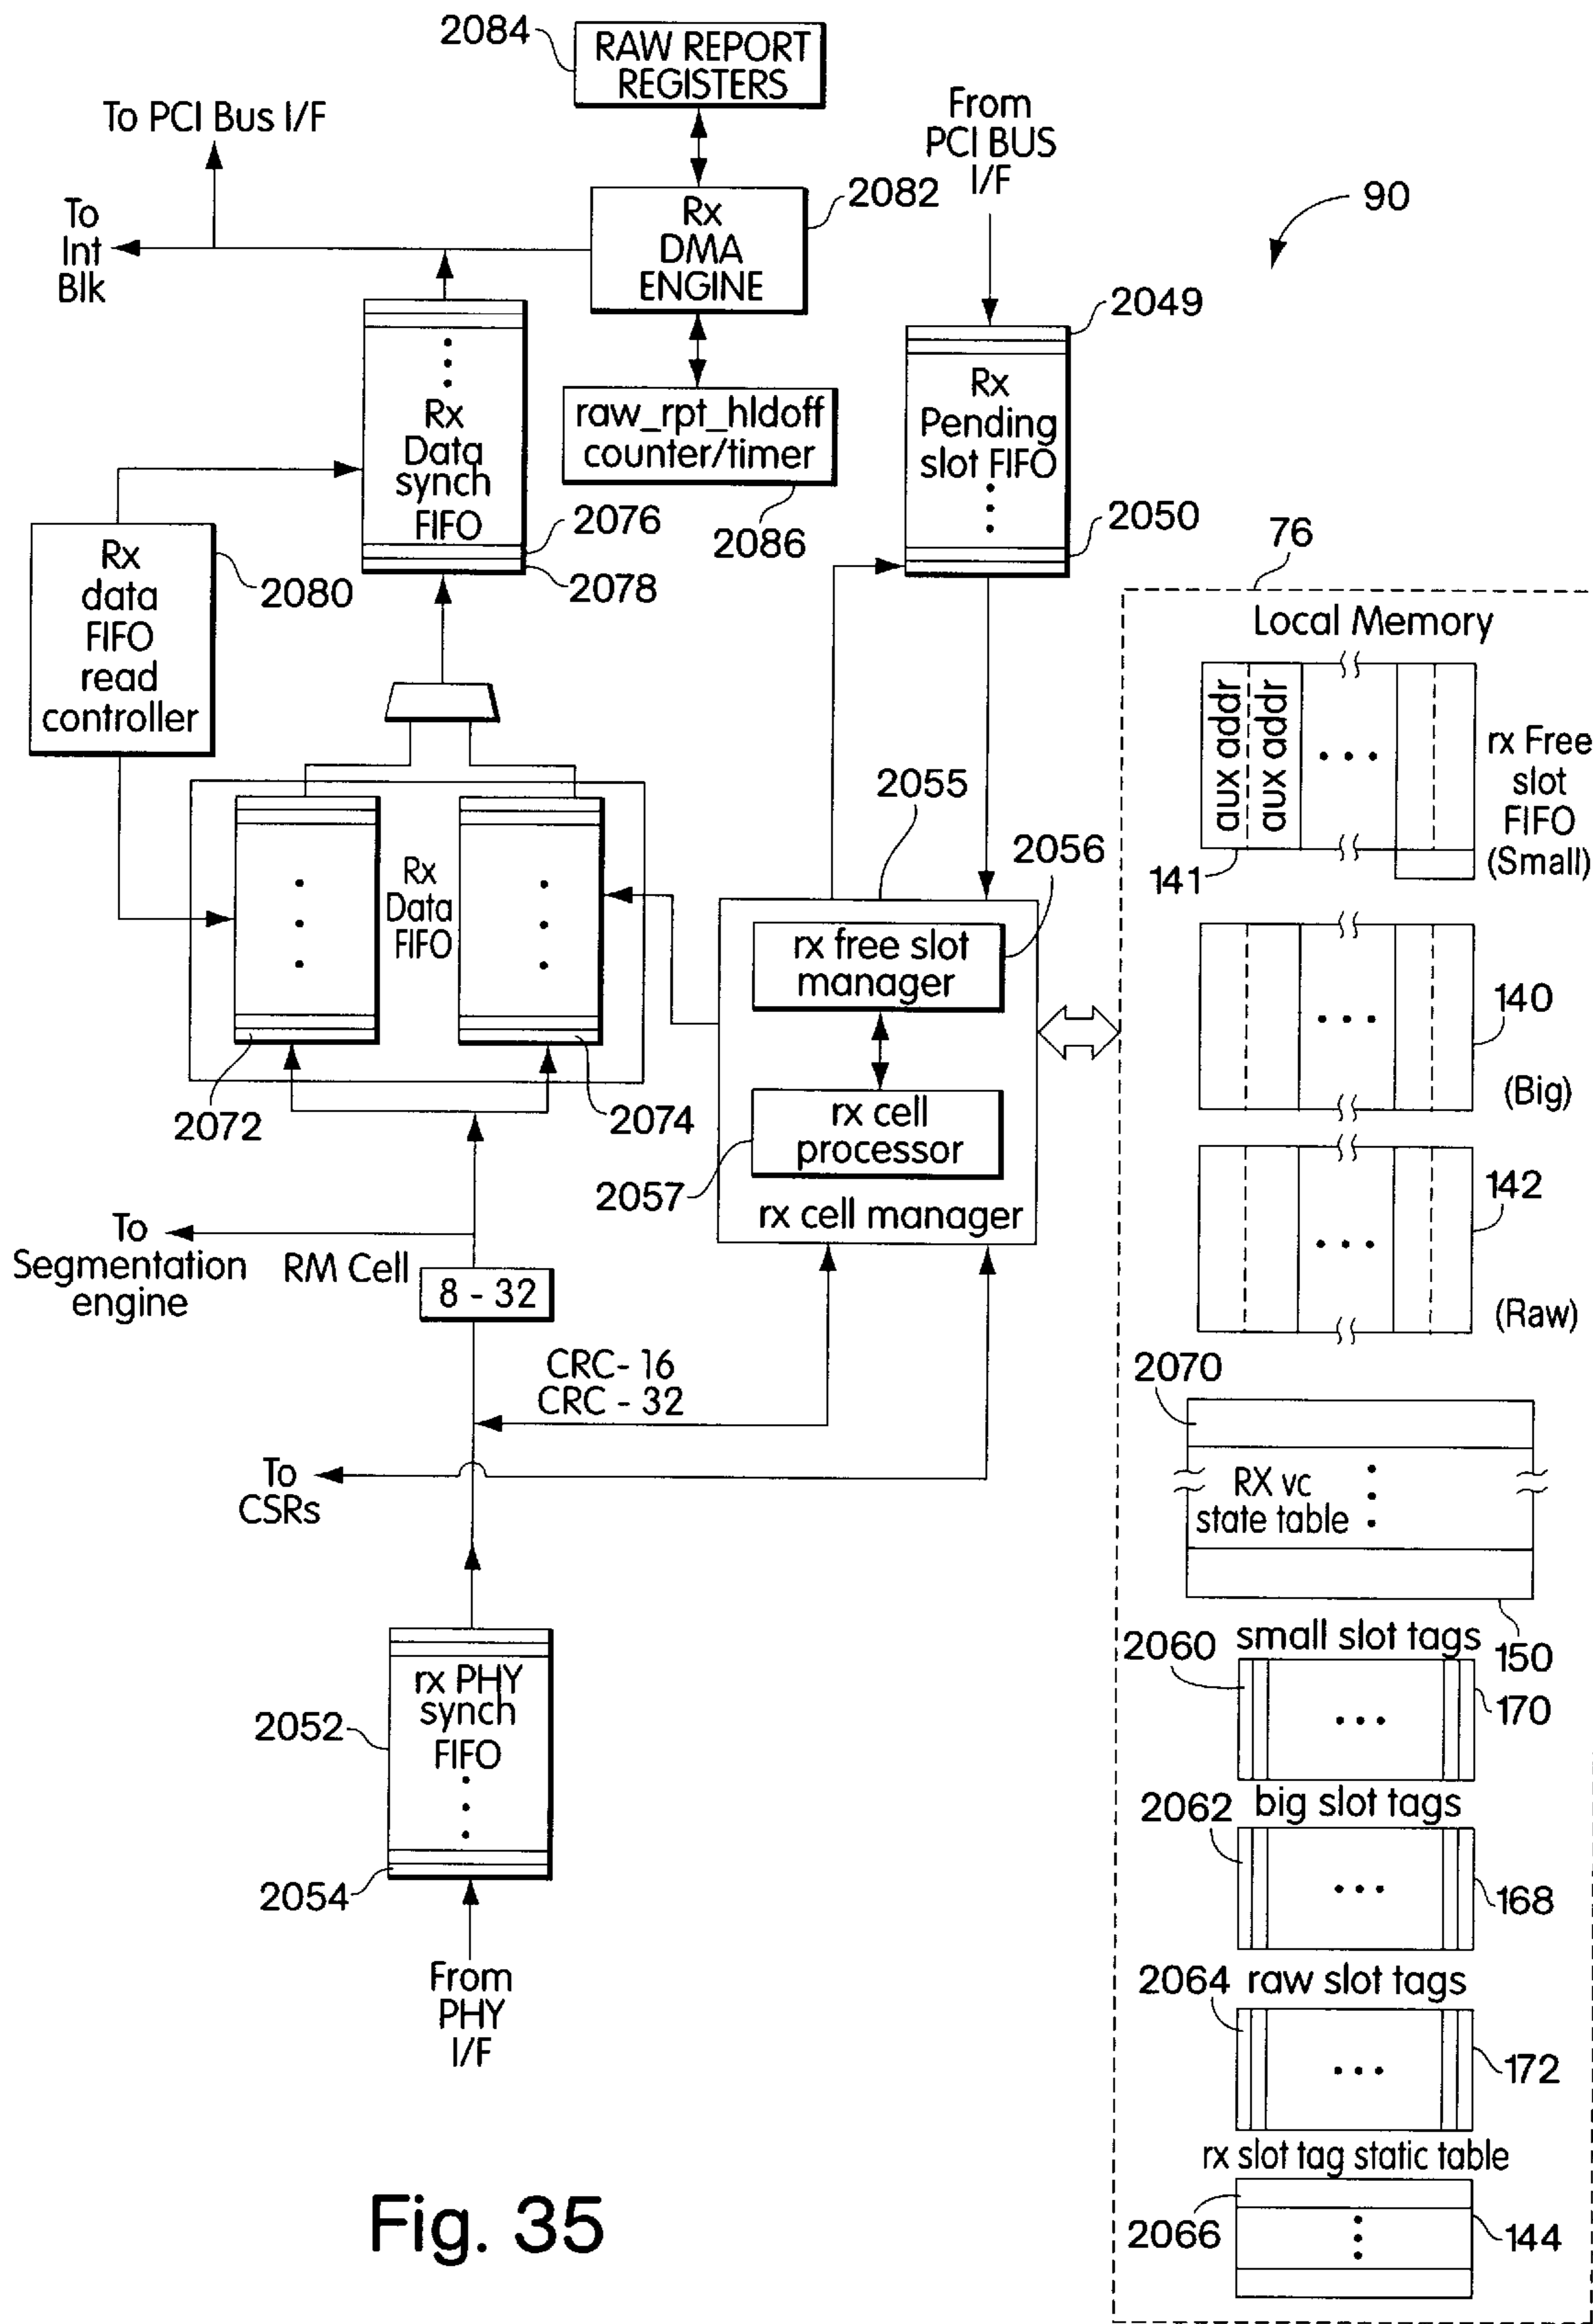 2084
RAW REPORT
REGISTERS
To PCI Bus I/F
From
PCI BUS
I/F
2082
90
To
Int
Blk
Rx
DMA
ENGINE
2049
Rx
Data
synch
FIFO
raw_rpt_hldoff
counter/timer
Rx
Pending
slot FIFO
2076
2086
2050
76
Rx
data
FIFO
read
controller
2080
2078
Local Memory
aux addr
aux addr
rx Free
slot
FIFO
(Small)
141
2055
2056
Rx
Data
FIFO
rx free slot
manager
140
(Big)
2072
2074
rx cell
processor
2057
rx cell manager
142
(Raw)
To
Segmentation
engine
RM Cell
8 - 32
CRC- 16
CRC - 32
2070
To
CSRs
RX vc
state table
150
small slot tags
2060
170
rx PHY
synch
FIFO
2052
2054
big slot tags
2062
168
From
PHY
I/F
2064
raw slot tags
172
rx slot tag static table
2066
144
Fig. 35